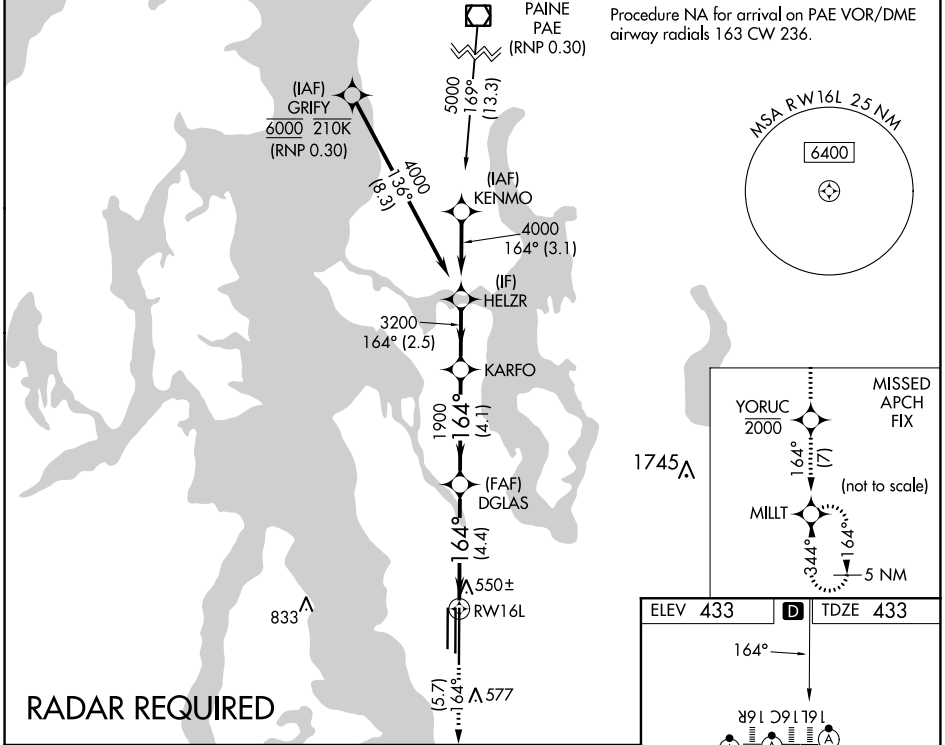 PAINE
PAE
(RNP 0.30)
Procedure NA for arrival on PAE VOR/DME
airway radials 163 CW 236.
5000
169°
(13.3)
(IAF)
GRIFY
6000 210K
(RNP 0.30)
4000
136°
(8.3)
MSA RW16L 25 NM
6400
(IAF)
KENMO
4000
164° (3.1)
(IF)
HELZR
3200
164° (2.5)
KARFO
1900
164°
(4.1)
(FAF)
DGLAS
164°
(4.4)
550±
RW16L
833
1745
(5.7)
164°
577
RADAR REQUIRED
MISSED
APCH
FIX
YORUC
2000
164°
(7)
(not to scale)
MILLT
344°
164°
5 NM
ELEV 433 D TDZE 433
164°
16R 16C 16L
A